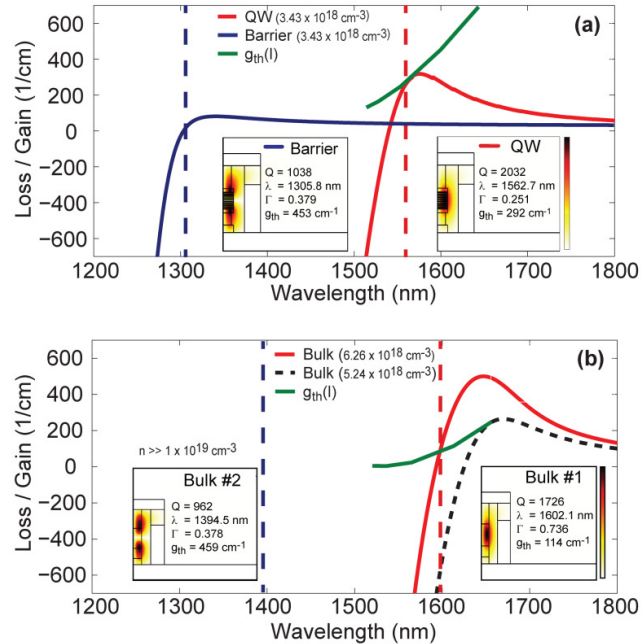 600
400
200
0
−200
−400
−600
Loss / Gain (1/cm)
QW (3.43 x 10¹⁸ cm⁻³)
Barrier (3.43 x 10¹⁸ cm⁻³)
gth(l)
(a)
Barrier
Q = 1038
λ = 1305.8 nm
Γ = 0.379
gth = 453 cm⁻¹
QW
Q = 2032
λ = 1562.7 nm
Γ = 0.251
gth = 292 cm⁻¹
1200 1300 1400 1500 1600 1700 1800
Wavelength (nm)
600
400
200
0
−200
−400
−600
Loss / Gain (1/cm)
Bulk (6.26 x 10¹⁸ cm⁻³)
Bulk (5.24 x 10¹⁸ cm⁻³)
gth(l)
(b)
n >> 1 x 10¹⁹ cm⁻³
Bulk #2
Q = 962
λ = 1394.5 nm
Γ = 0.378
gth = 459 cm⁻¹
Bulk #1
Q = 1726
λ = 1602.1 nm
Γ = 0.736
gth = 114 cm⁻¹
1200 1300 1400 1500 1600 1700 1800
Wavelength (nm)